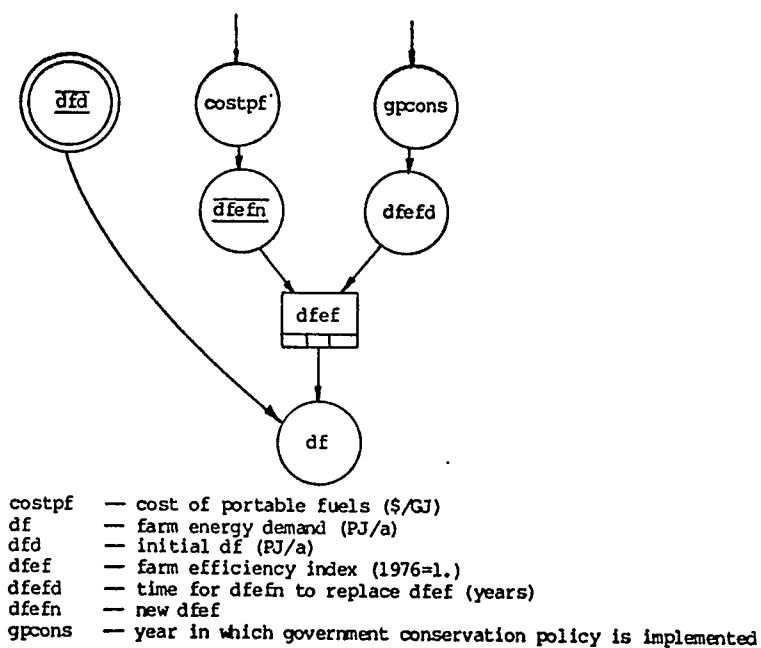 dfd
costpf
gpcons
dfefn
dfefd
dfef
df
costpf — cost of portable fuels ($/GJ)
df — farm energy demand (PJ/a)
dfd — initial df (PJ/a)
dfef — farm efficiency index (1976=1.)
dfefd — time for dfefn to replace dfef (years)
dfefn — new dfef
gpcons — year in which government conservation policy is implemented